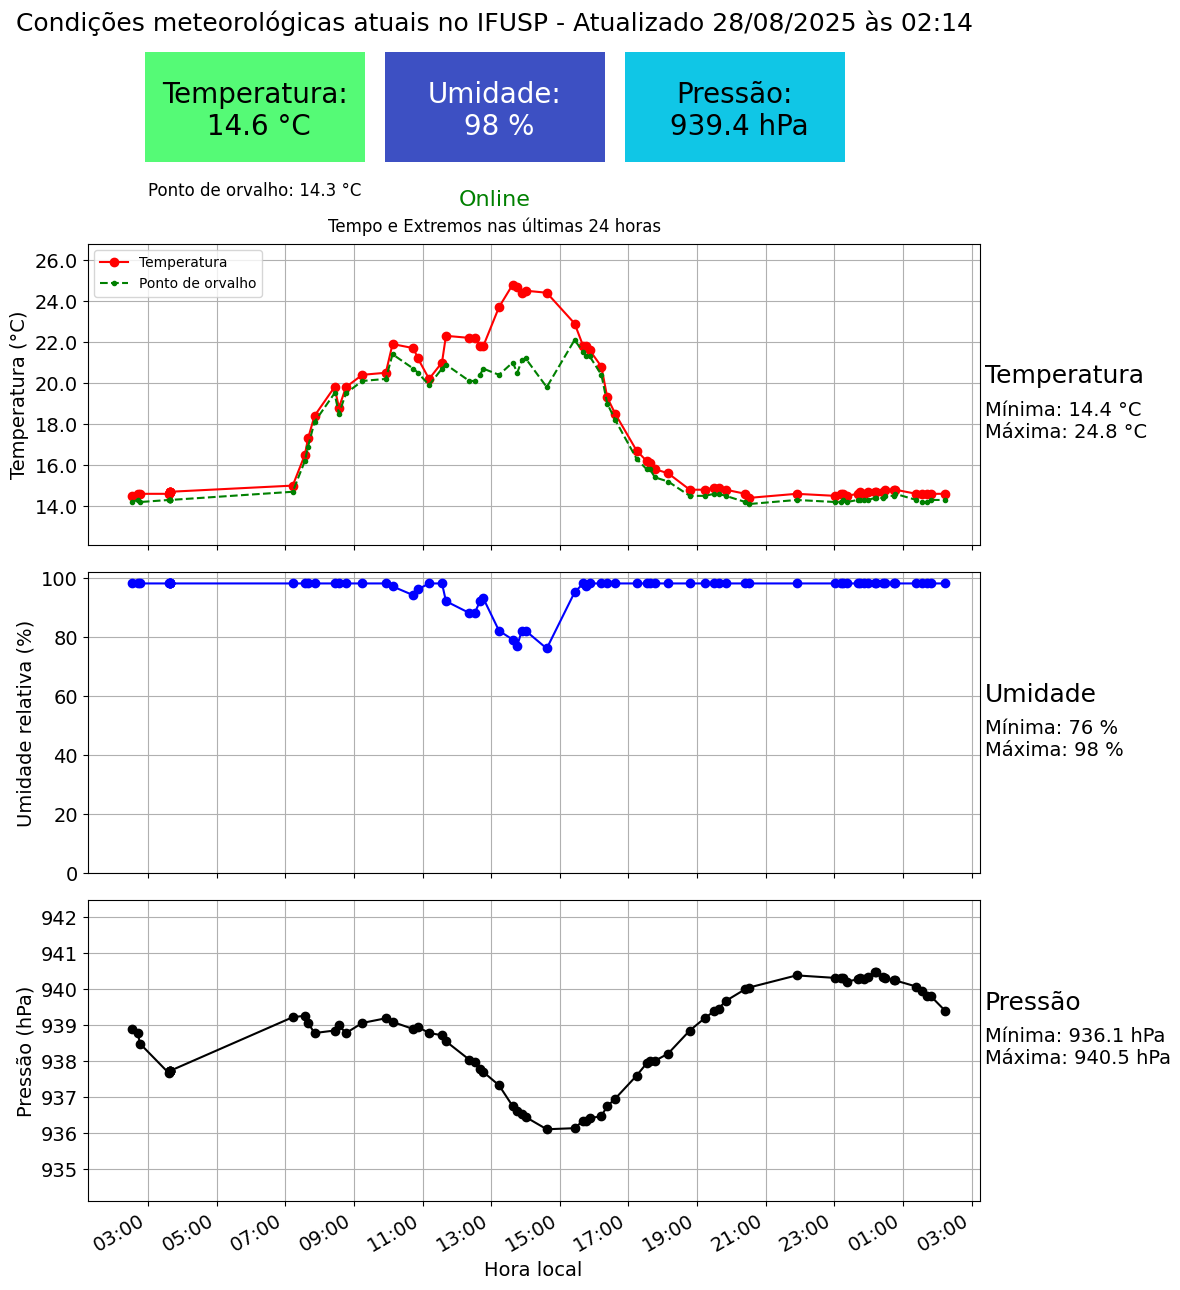 Condições meteorológicas atuais no IFUSP - Atualizado 28/08/2025 às 02:14
Temperatura:
14.6 °C
Umidade:
98 %
Pressão:
939.4 hPa
Ponto de orvalho: 14.3 °C
Online
Tempo e Extremos nas últimas 24 horas
Temperatura (°C)
26.0
24.0
22.0
20.0
18.0
16.0
14.0
Temperatura
Ponto de orvalho
Temperatura
Mínima: 14.4 °C
Máxima: 24.8 °C
Umidade relativa (%)
100
80
60
40
20
0
Umidade
Mínima: 76 %
Máxima: 98 %
Pressão (hPa)
942
941
940
939
938
937
936
935
Pressão
Mínima: 936.1 hPa
Máxima: 940.5 hPa
03:00 05:00 07:00 09:00 11:00 13:00 15:00 17:00 19:00 21:00 23:00 01:00 03:00
Hora local